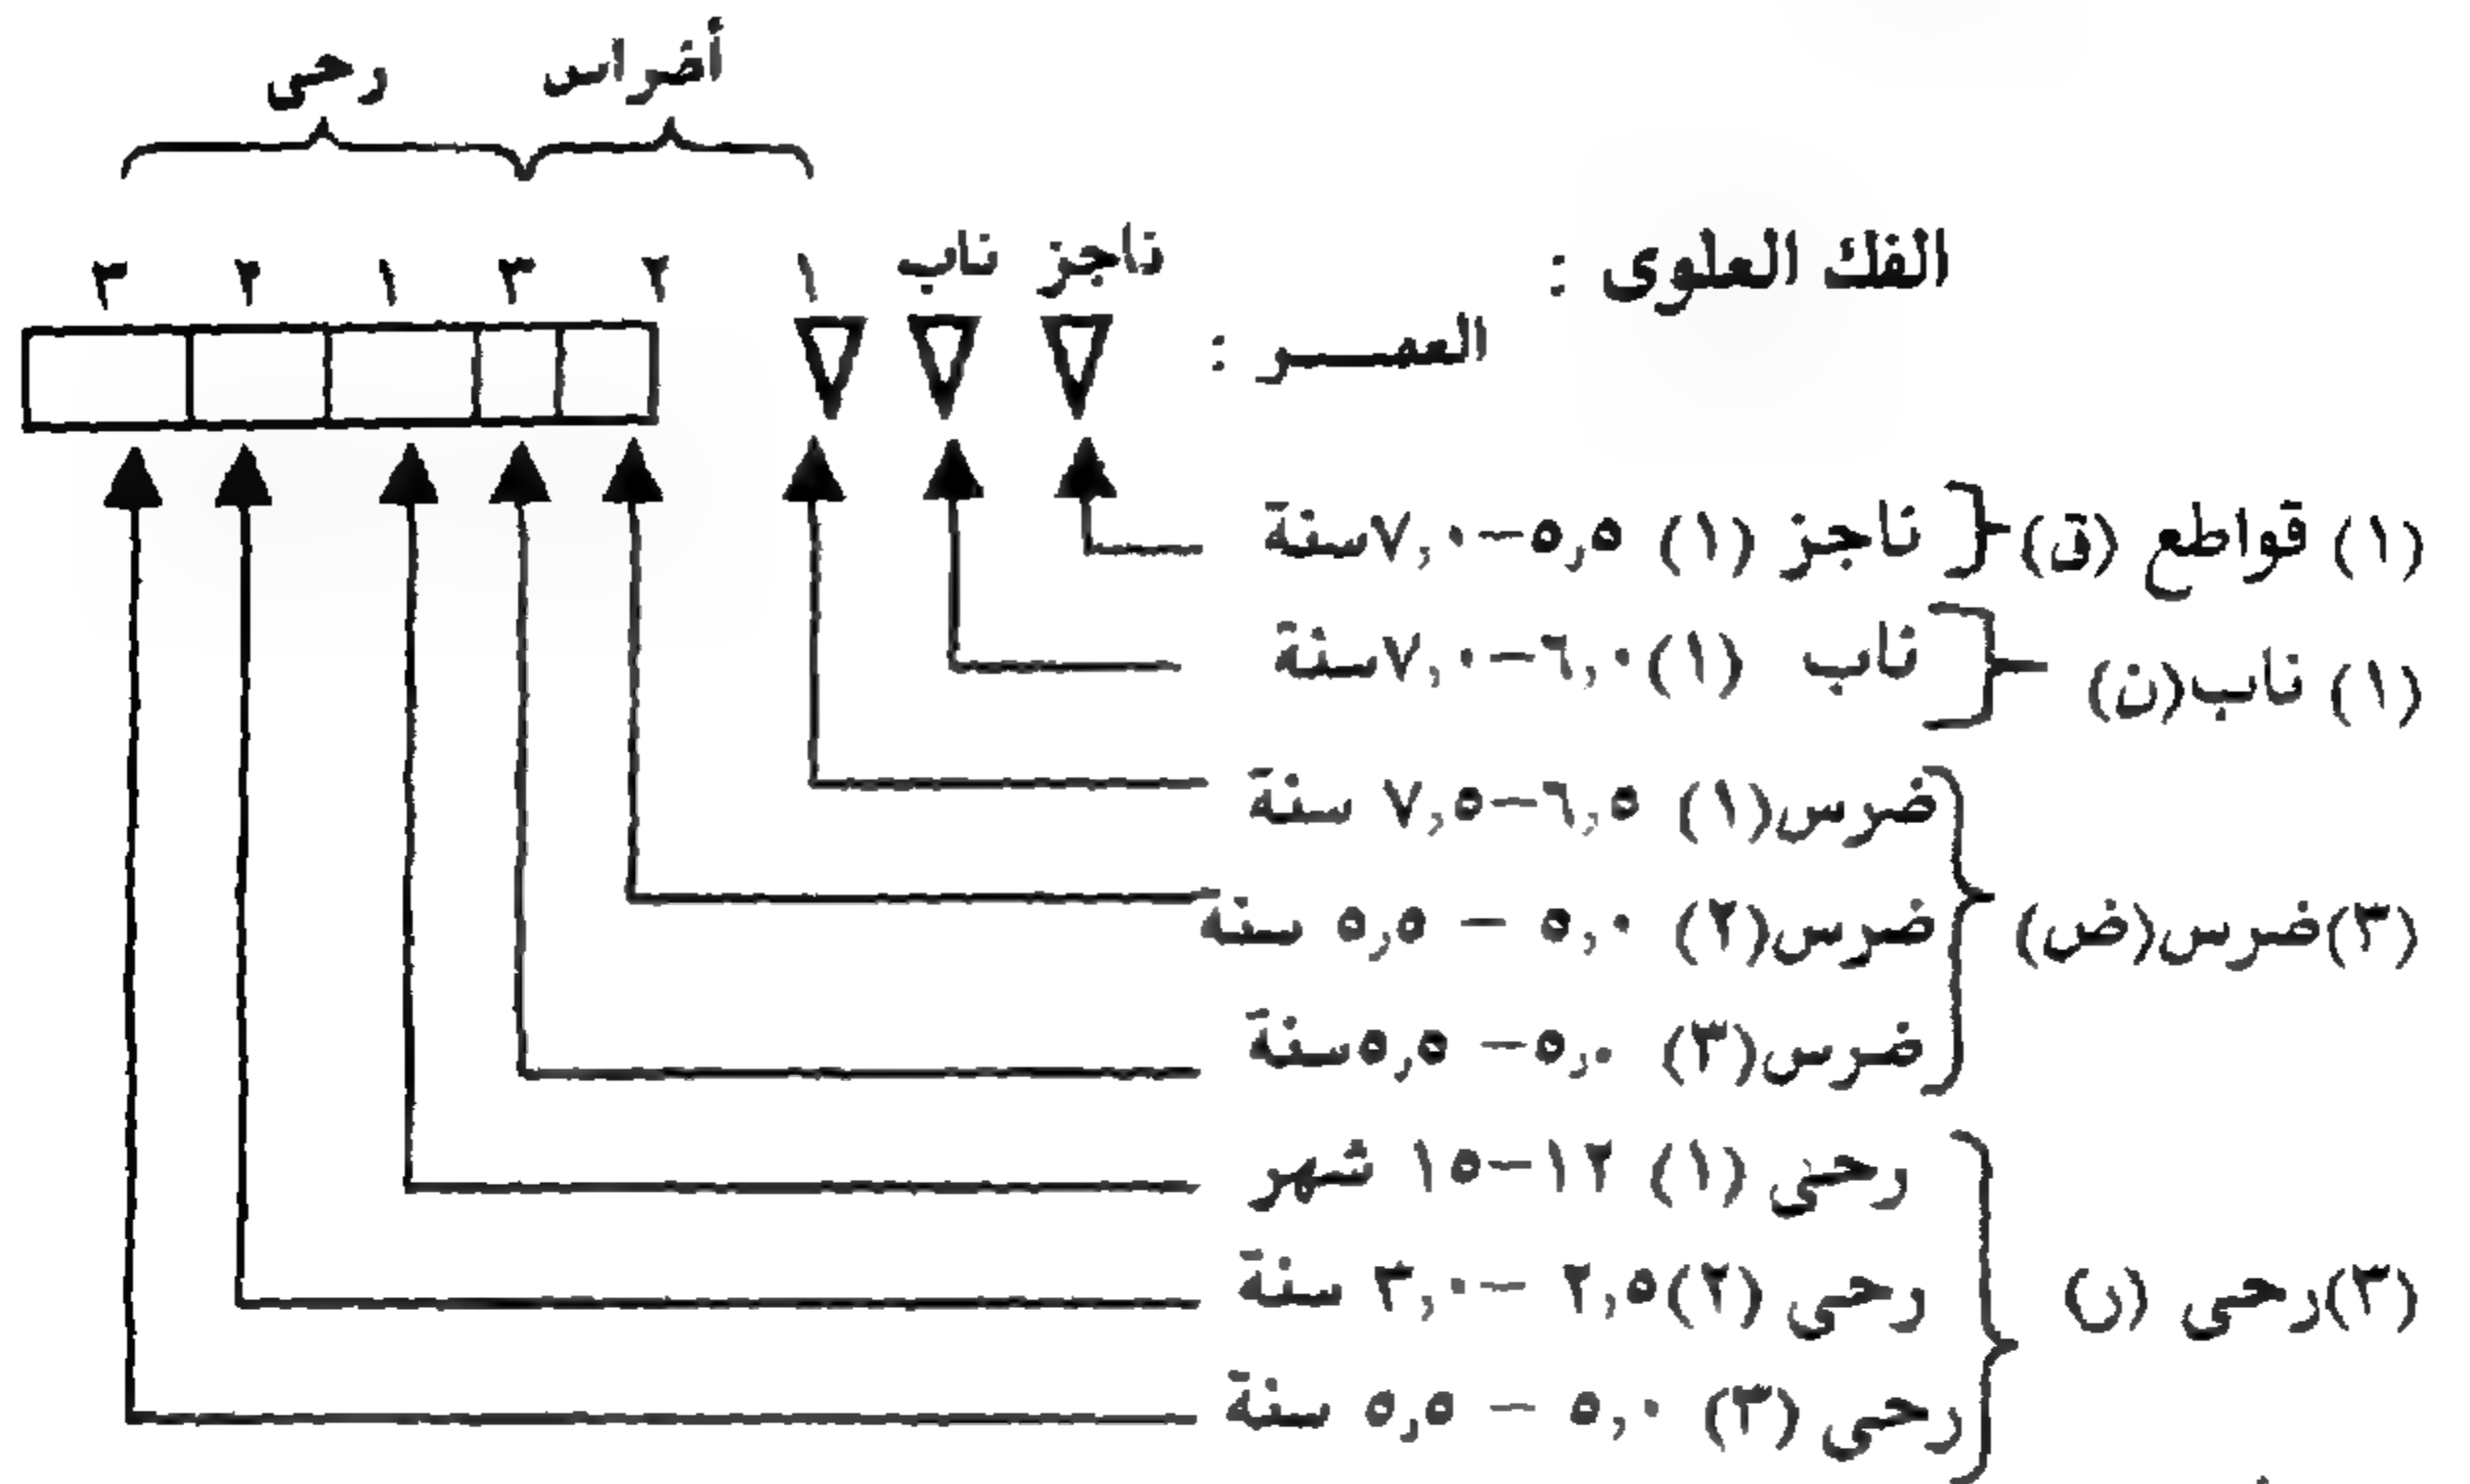 أضراس رحى
الفك العلوى :
ناجز ناب ١ ٢ ٣ ١ ٢ ٣
العمـــر :
(١) قواطع (ق) ناجز (١) ٥,٥-٧,٠ سنة
(١) ناب(ن) ناب (١) ٦,٠-٧,٠ سنة
ضرس(١) ٦,٥-٧,٥ سنة
(٣)ضرس(ض) ضرس(٢) ٥,٠ - ٥,٥ سنه
ضرس(٣) ٥,٠- ٥,٥ سنة
رحى (١) ١٢-١٥ شهر
(٣)رحى (ر) رحى (٢) ٢,٥ -٣,٠ سنة
رحى (٣) ٥,٠ - ٥,٥ سنة